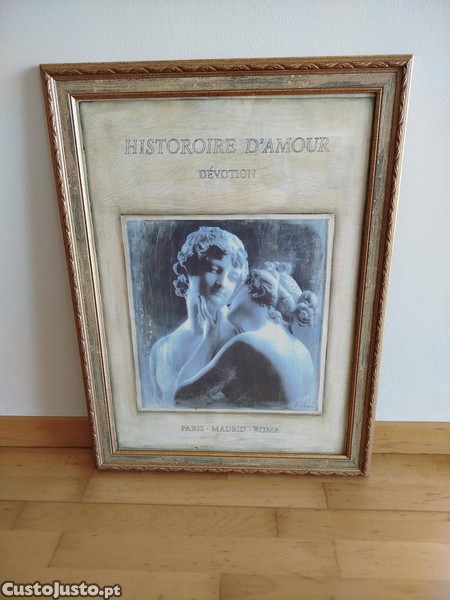 HISTOROIRE D'AMOUR
DÉVOTION
PARIS - MADRID - ROMA
CustoJusto.pt